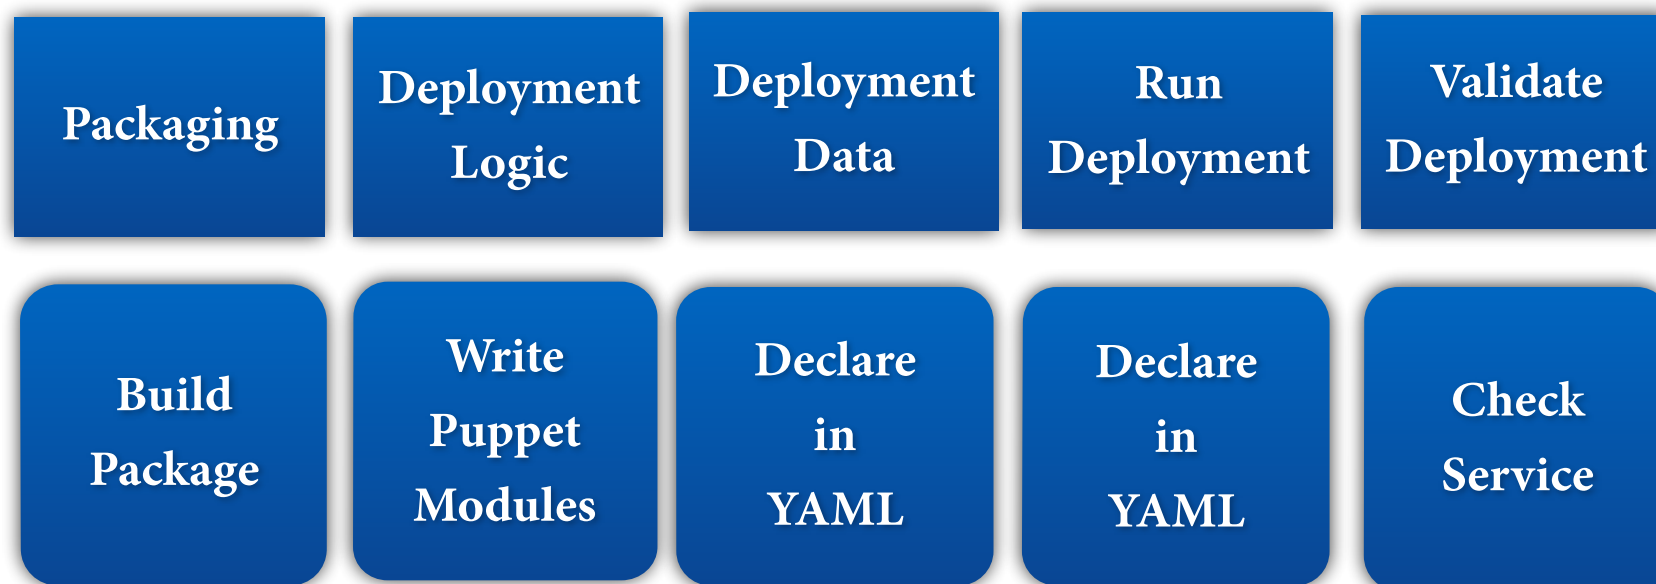 Packaging
Deployment
Logic
Deployment
Data
Run
Deployment
Validate
Deployment
Build
Package
Write
Puppet
Modules
Declare
in
YAML
Declare
in
YAML
Check
Service